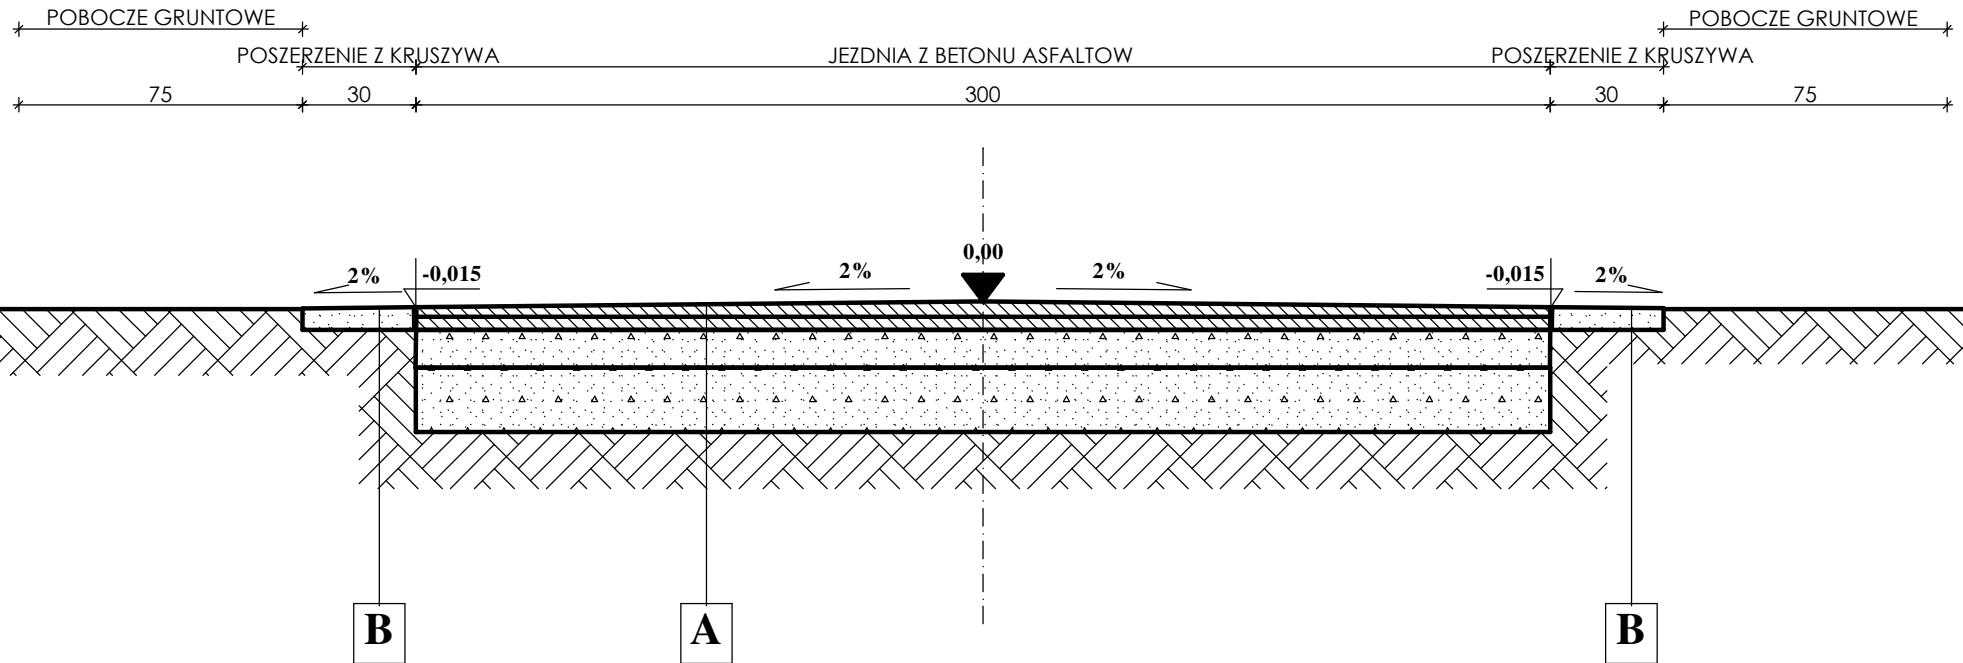 POBOCZE GRUNTOWE POBOCZE GRUNTOWE
POSZERZENIE Z KRUSZYWA JEZDNIA Z BETONU ASFALTOW POSZERZENIE Z KRUSZYWA
75 30 300 30 75
0,00
2% -0,015 2% 2% -0,015 2%
B A B